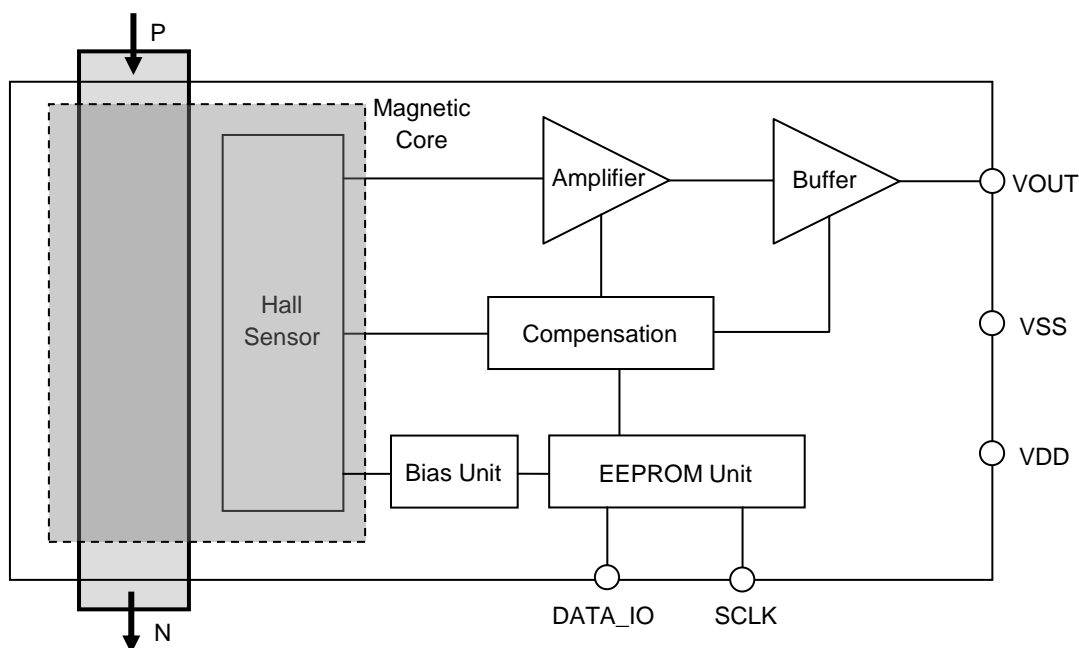 P
Magnetic
Core
Amplifier
Buffer
VOUT
Hall
Sensor
Compensation
VSS
Bias Unit
EEPROM Unit
VDD
DATA_IO
SCLK
N